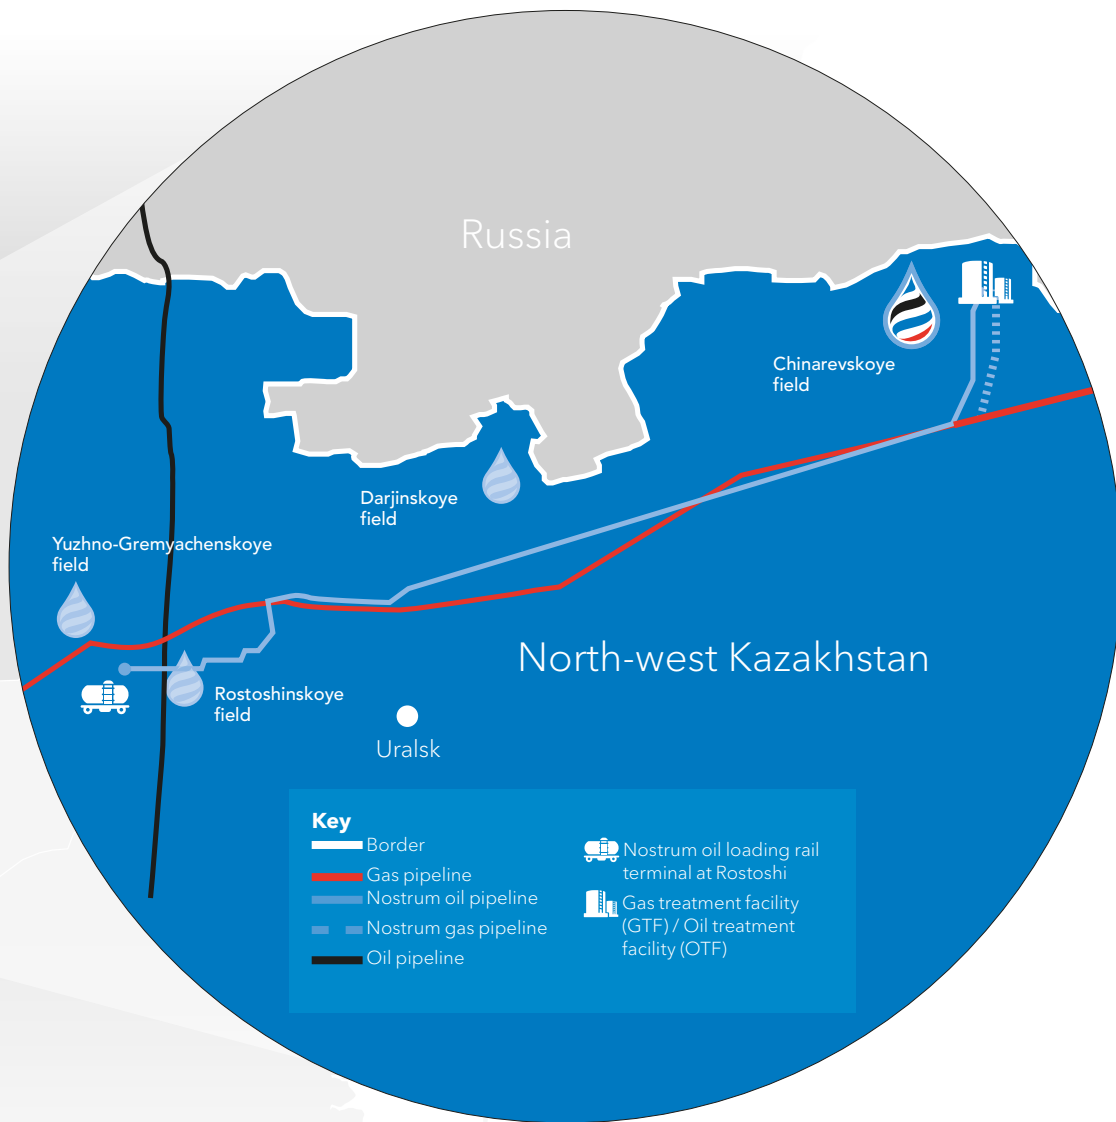 Russia
Chinarevskoye
field
Darjinskoye
field
Yuzhno-Gremyachenskoye
field
North-west Kazakhstan
Rostoshinskoye
field
Uralsk
Key
Border
Gas pipeline
Nostrum oil pipeline
Nostrum gas pipeline
Oil pipeline
Nostrum oil loading rail
terminal at Rostoshi
Gas treatment facility
(GTF) / Oil treatment
facility (OTF)